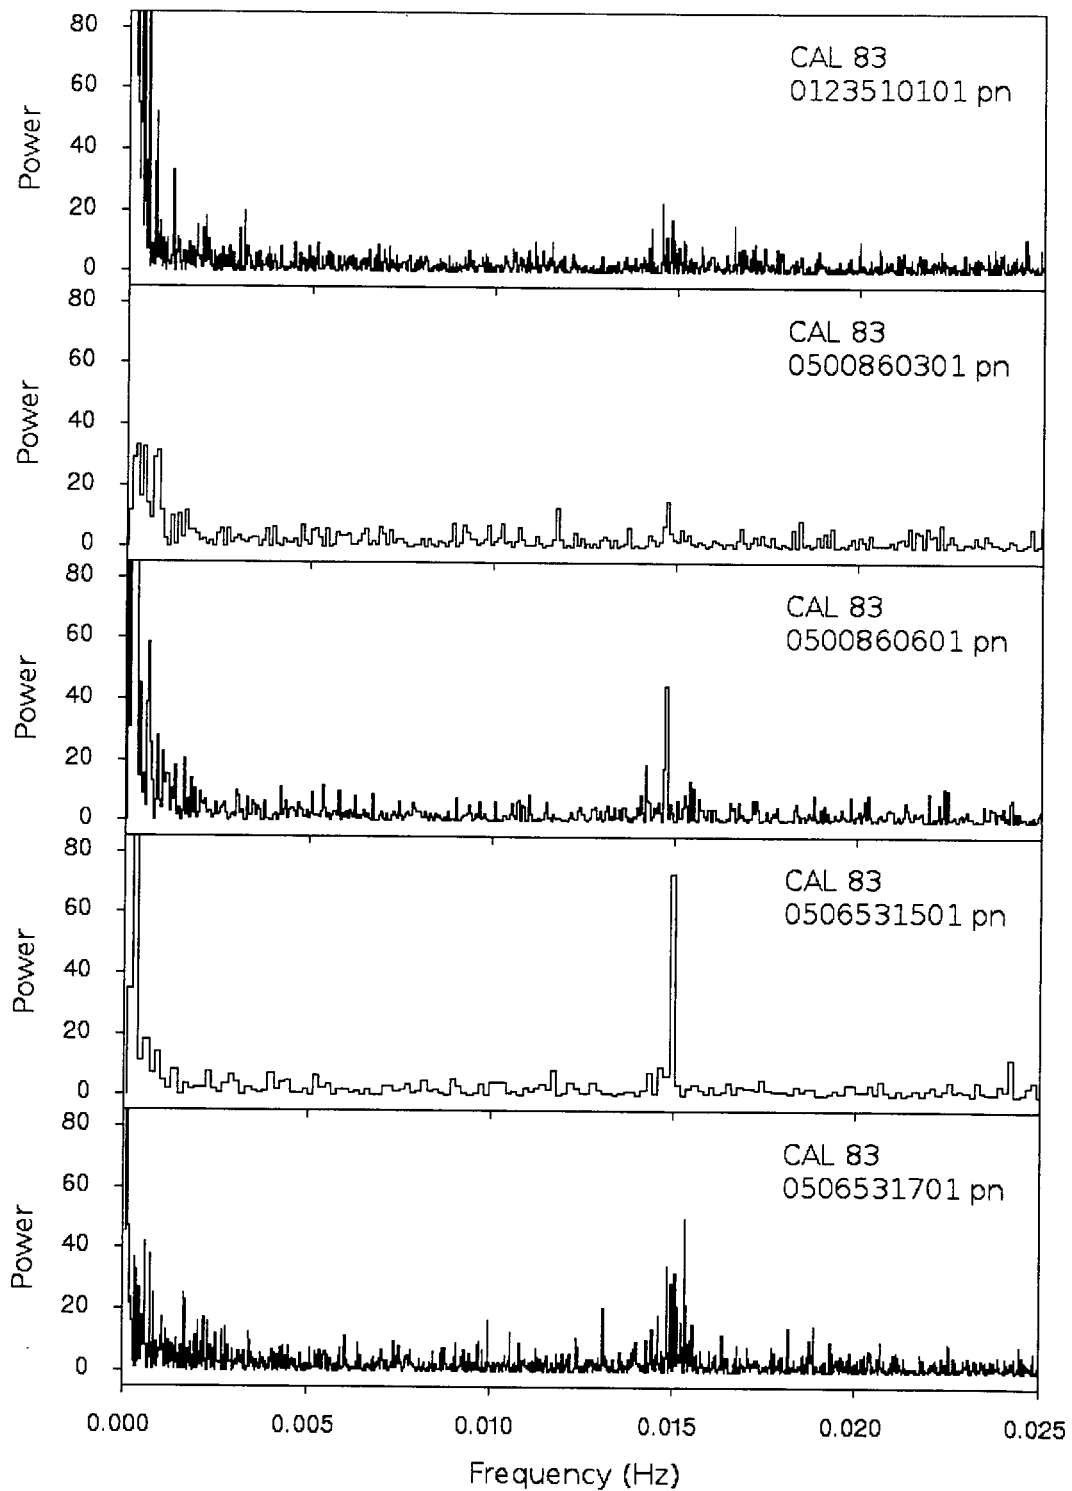 80
60
40
20
0
Power
CAL 83
0123510101 pn
80
60
40
20
0
Power
CAL 83
0500860301 pn
80
60
40
20
0
Power
CAL 83
0500860601 pn
80
60
40
20
0
Power
CAL 83
0506531501 pn
80
60
40
20
0
Power
CAL 83
0506531701 pn
0.000 0.005 0.010 0.015 0.020 0.025
Frequency (Hz)